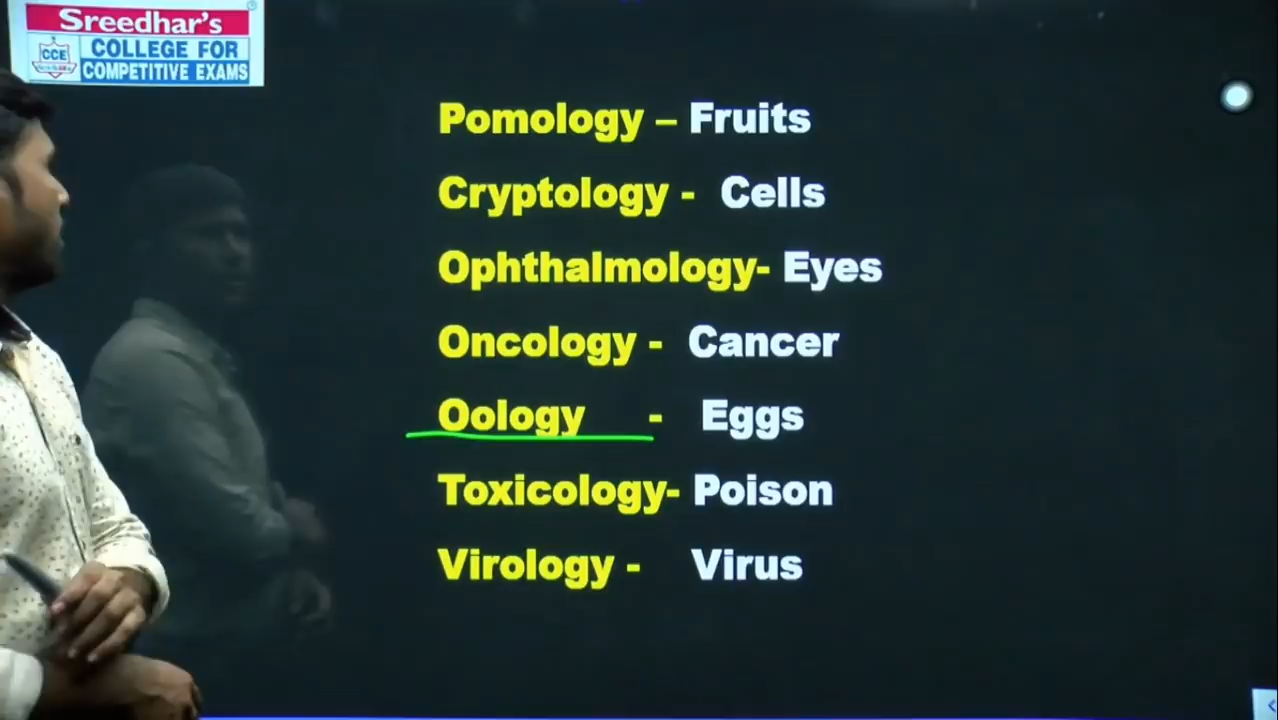 Sreedhar's
CCE
COLLEGE FOR
COMPETITIVE EXAMS
Pomology – Fruits
Cryptology - Cells
Ophthalmology- Eyes
Oncology - Cancer
Oology - Eggs
Toxicology- Poison
Virology - Virus